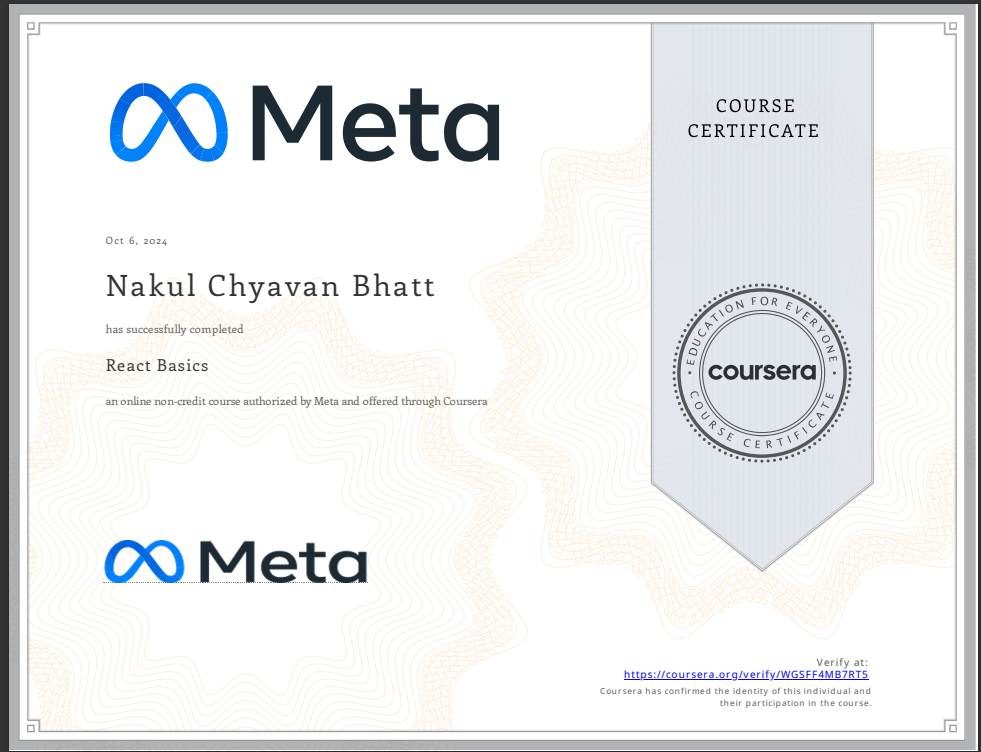 Meta
COURSE
CERTIFICATE
Oct 6, 2024
Nakul Chyavan Bhatt
has successfully completed
React Basics
an online non-credit course authorized by Meta and offered through Coursera
EDUCATION FOR EVERYONE
coursera
COURSE CERTIFICATE
Meta
Verify at:
https://coursera.org/verify/WGSFF4MB7RT5
Coursera has confirmed the identity of this individual and
their participation in the course.